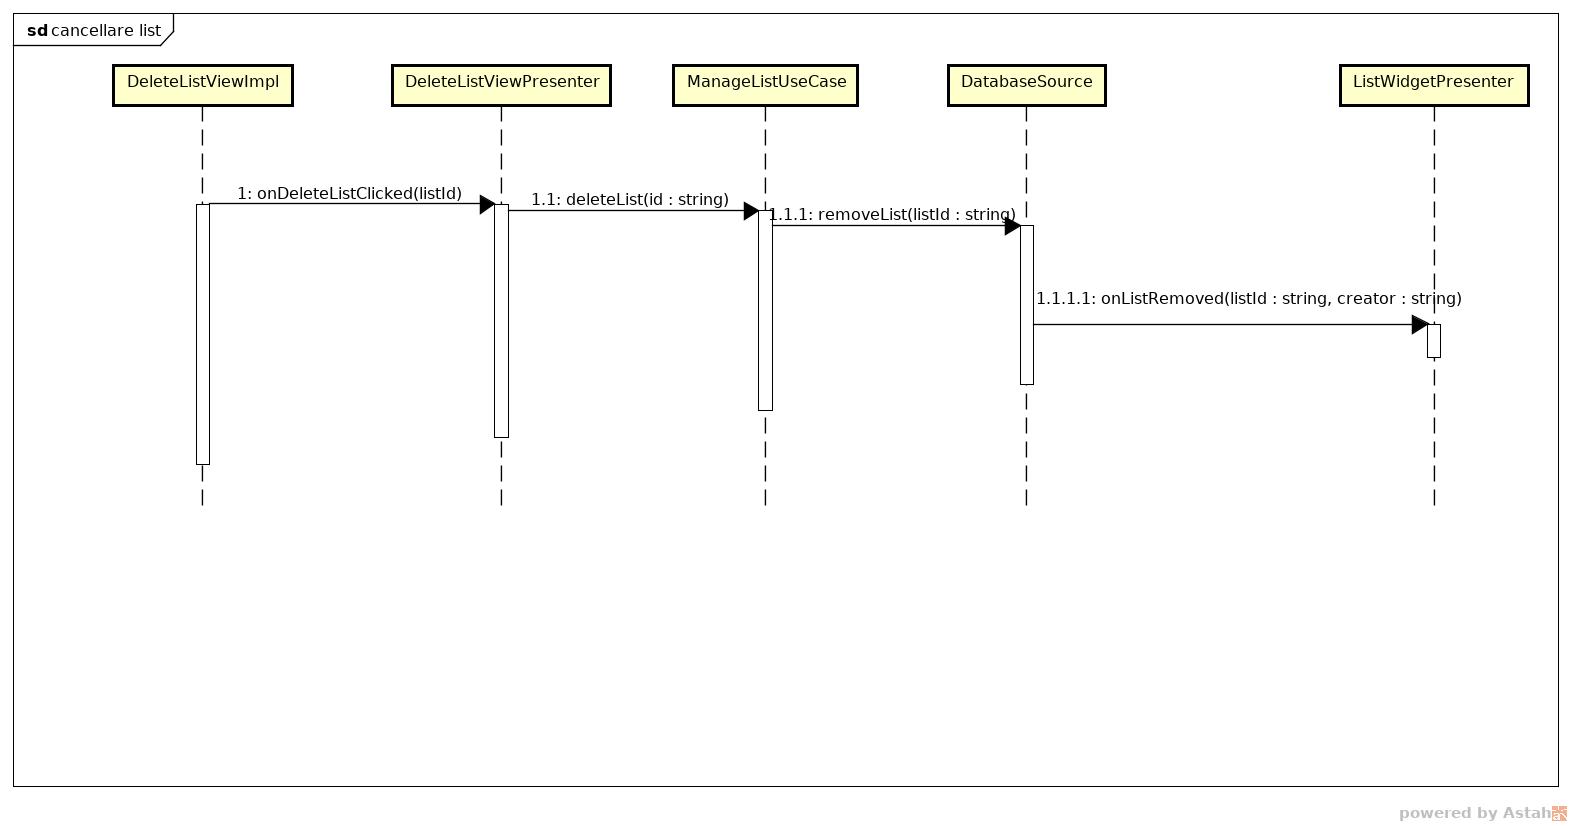 sd cancellare list
DeleteListViewImpl
DeleteListViewPresenter
ManageListUseCase
DatabaseSource
ListWidgetPresenter
1: onDeleteListClicked(listId)
1.1: deleteList(id : string)
1.1.1: removeList(listId : string)
1.1.1.1: onListRemoved(listId : string, creator : string)
powered by Astah